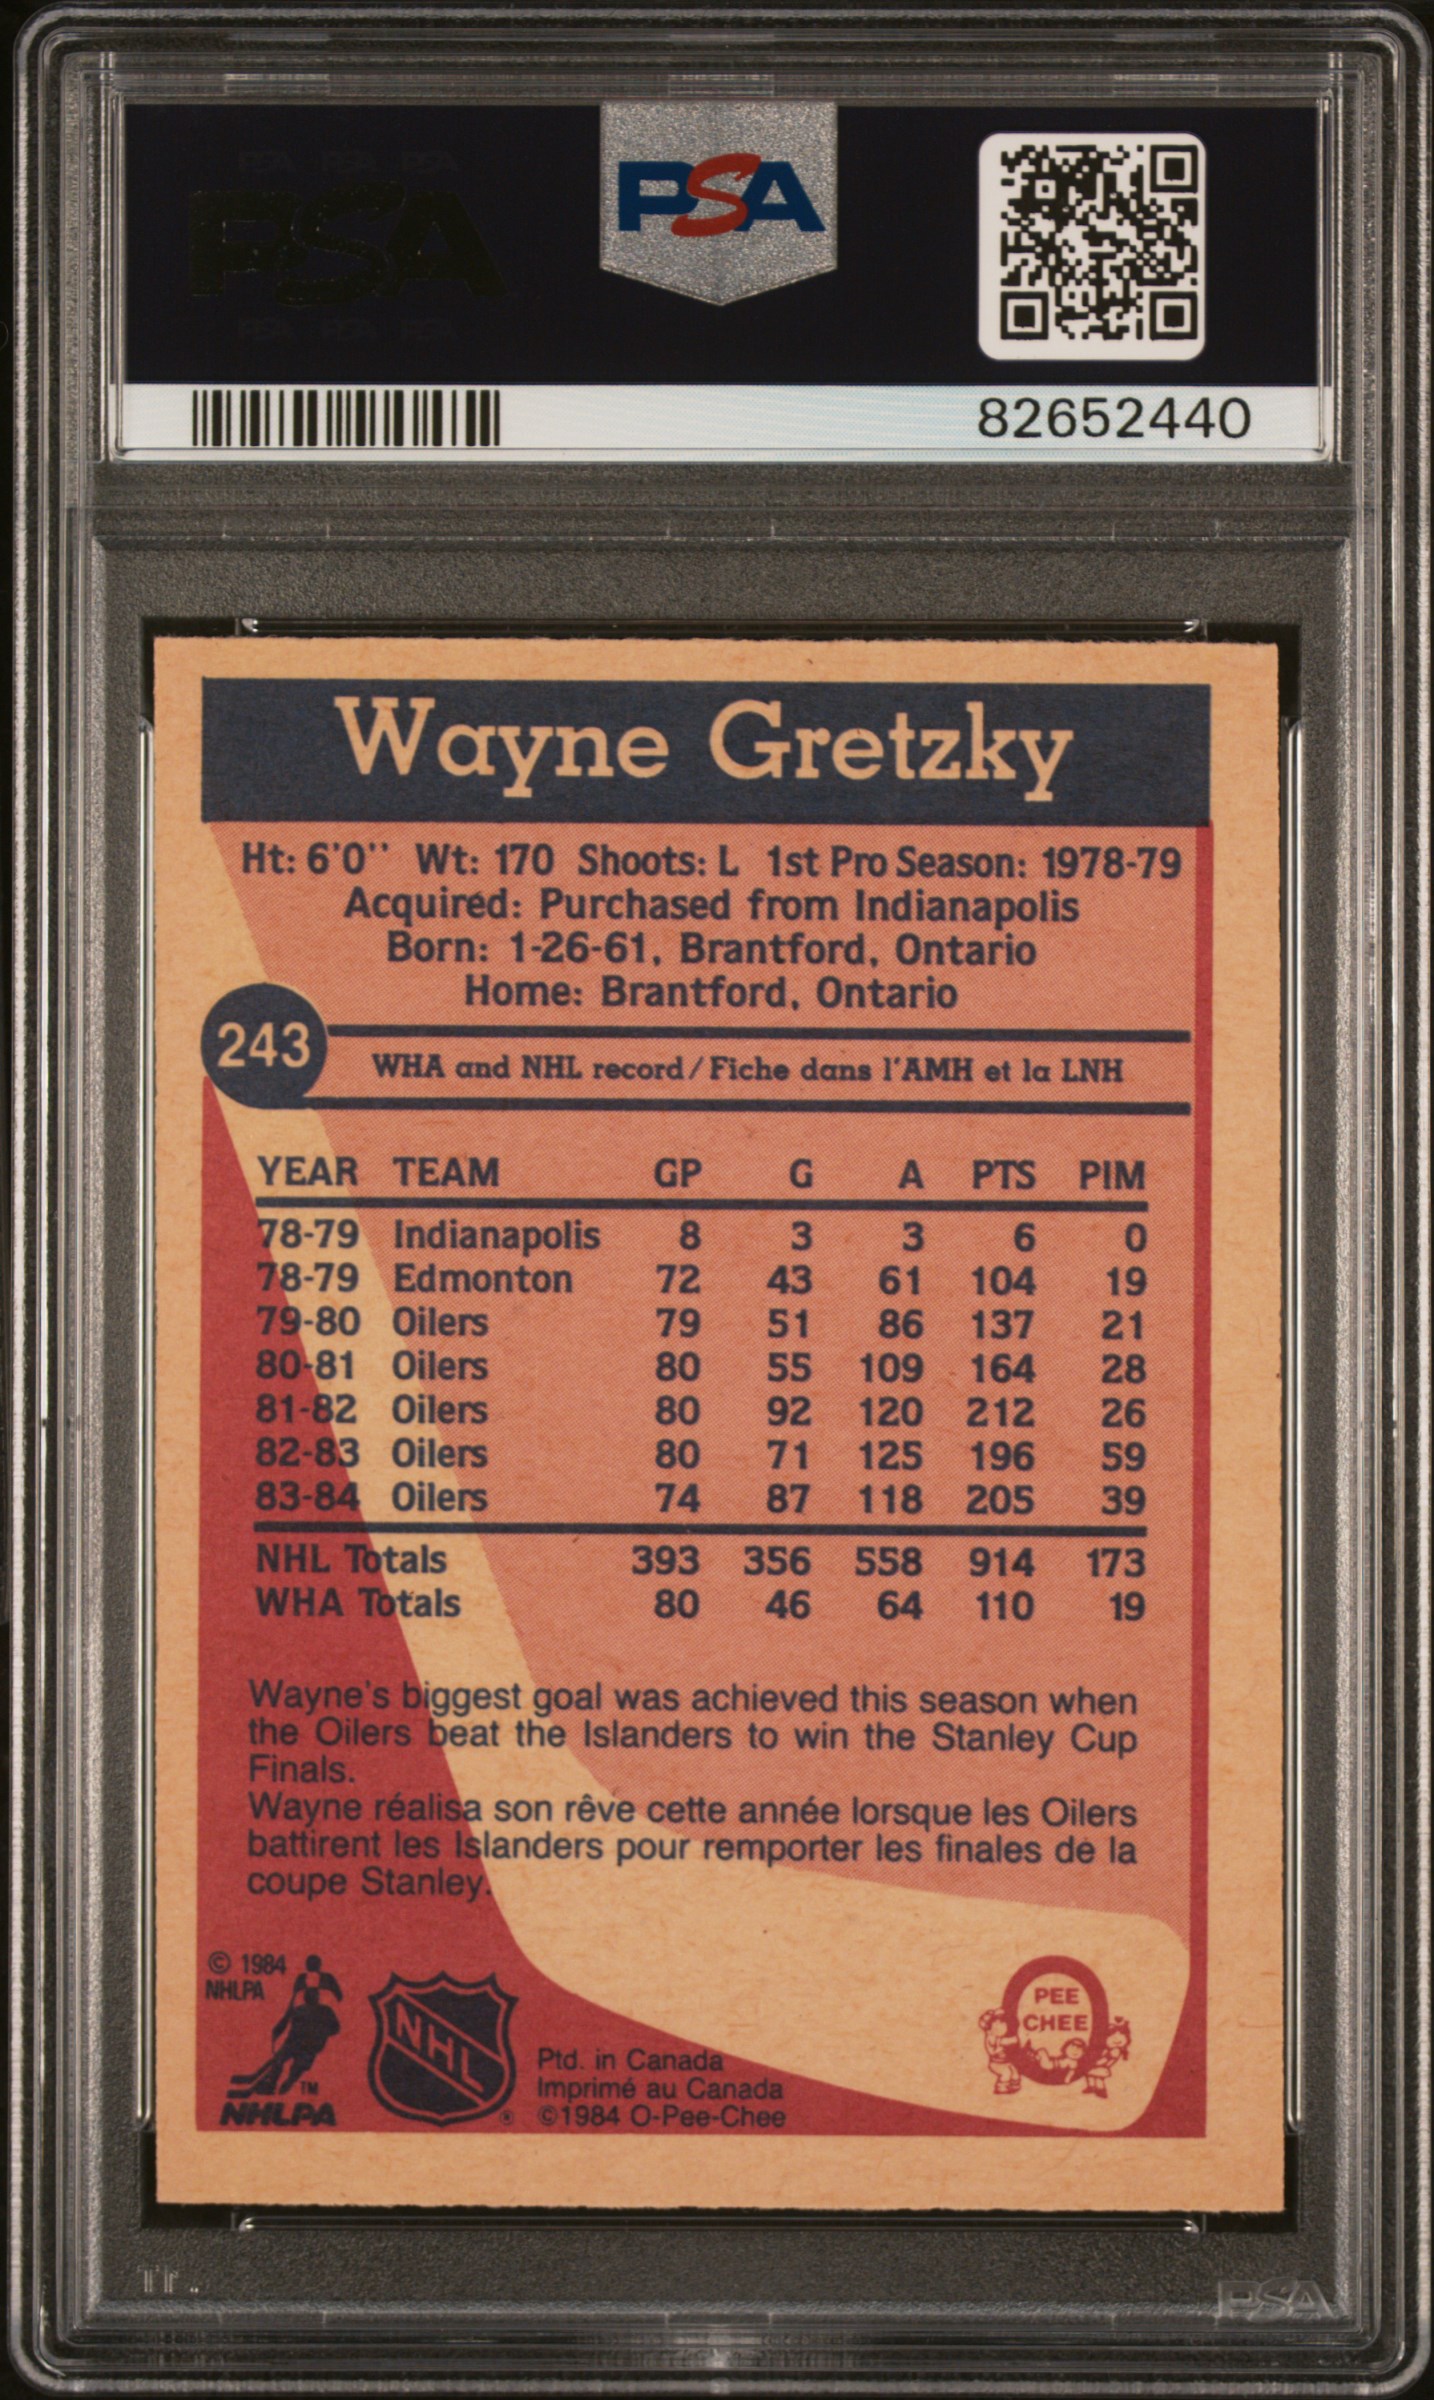 PSA
PSA
82652440
Wayne Gretzky
Ht: 6'0'' Wt: 170 Shoots: L 1st Pro Season: 1978-79
Acquired: Purchased from Indianapolis
Born: 1-26-61, Brantford, Ontario
Home: Brantford, Ontario
243
WHA and NHL record/Fiche dans l'AMH et la LNH
YEAR TEAM GP G A PTS PIM
78-79 Indianapolis 8 3 3 6 0
78-79 Edmonton 72 43 61 104 19
79-80 Oilers 79 51 86 137 21
80-81 Oilers 80 55 109 164 28
81-82 Oilers 80 92 120 212 26
82-83 Oilers 80 71 125 196 59
83-84 Oilers 74 87 118 205 39
NHL Totals 393 356 558 914 173
WHA Totals 80 46 64 110 19
Wayne's biggest goal was achieved this season when
the Oilers beat the Islanders to win the Stanley Cup
Finals.
Wayne réalisa son rêve cette année lorsque les Oilers
battirent les Islanders pour remporter les finales de la
coupe Stanley.
© 1984
NHLPA
TM
NHLPA
NHL
®
Ptd. in Canada
Imprimé au Canada
©1984 O-Pee-Chee
PEE
CHEE
PSA